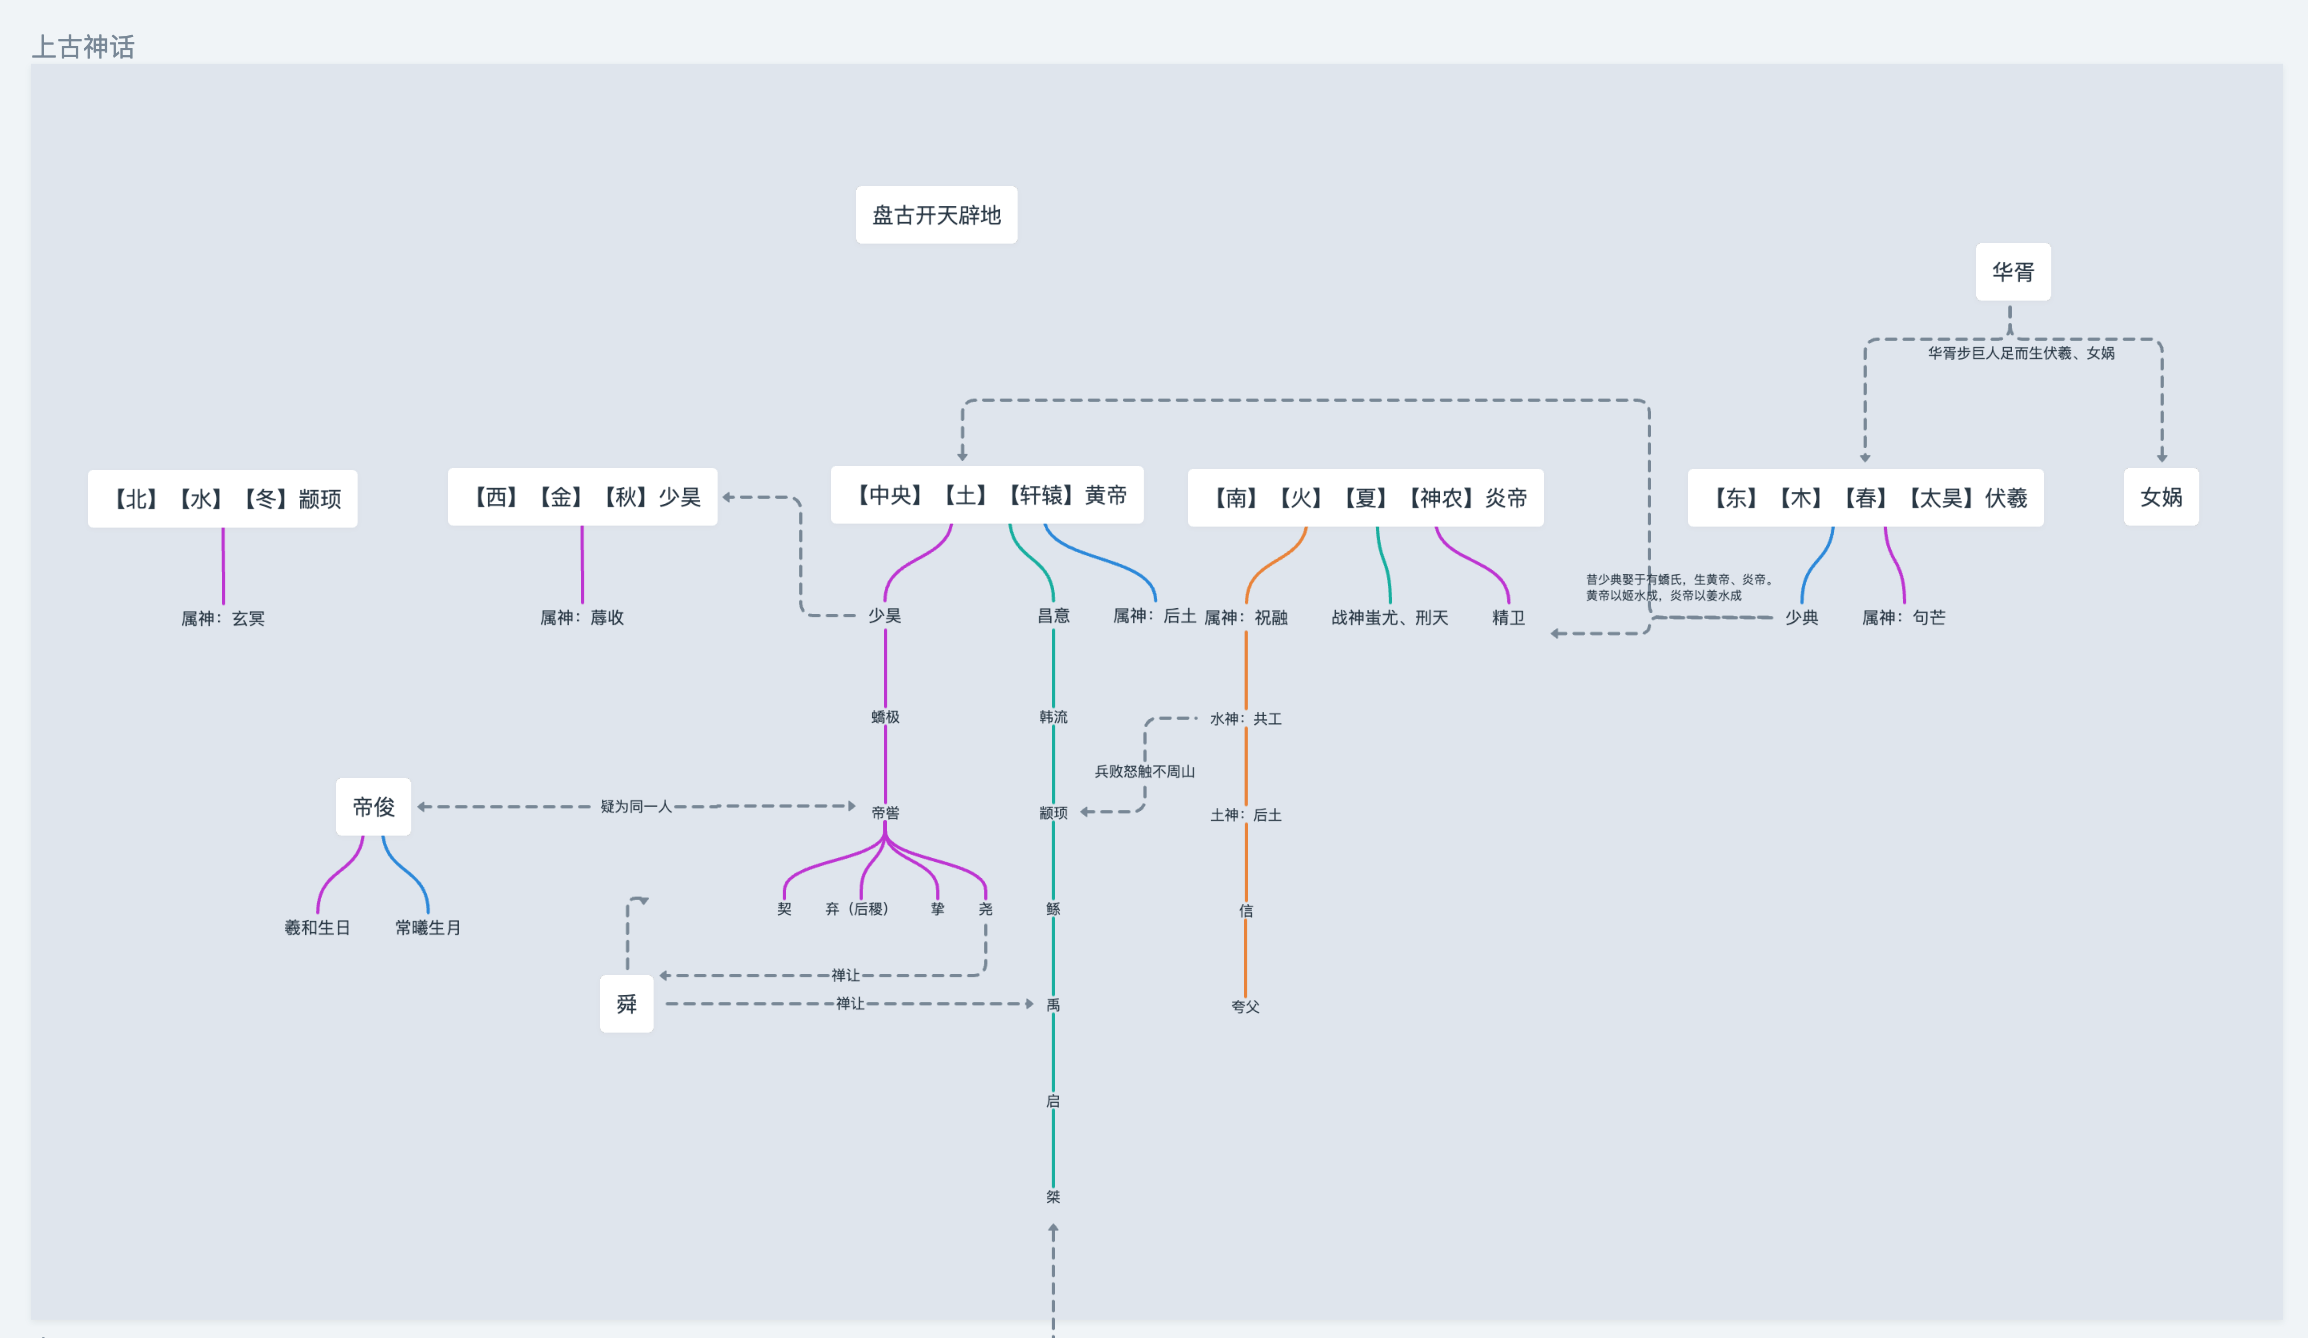 上古神话
盘古开天辟地
华胥
华胥步巨人足而生伏羲、女娲
【北】【水】【冬】颛顼
【西】【金】【秋】少昊
【中央】【土】【轩辕】黄帝
【南】【火】【夏】【神农】炎帝
【东】【木】【春】【太昊】伏羲
女娲
昔少典娶于有蟜氏，生黄帝、炎帝。
黄帝以姬水成，炎帝以姜水成
属神：玄冥
属神：蓐收
少昊
昌意
属神：后土
属神：祝融
战神蚩尤、刑天
精卫
少典
属神：句芒
蟜极
韩流
水神：共工
兵败怒触不周山
帝俊
疑为同一人
帝喾
颛顼
土神：后土
羲和生日
常曦生月
契
弃（后稷）
挚
尧
鲧
信
禅让
舜
禅让
禹
夸父
启
桀